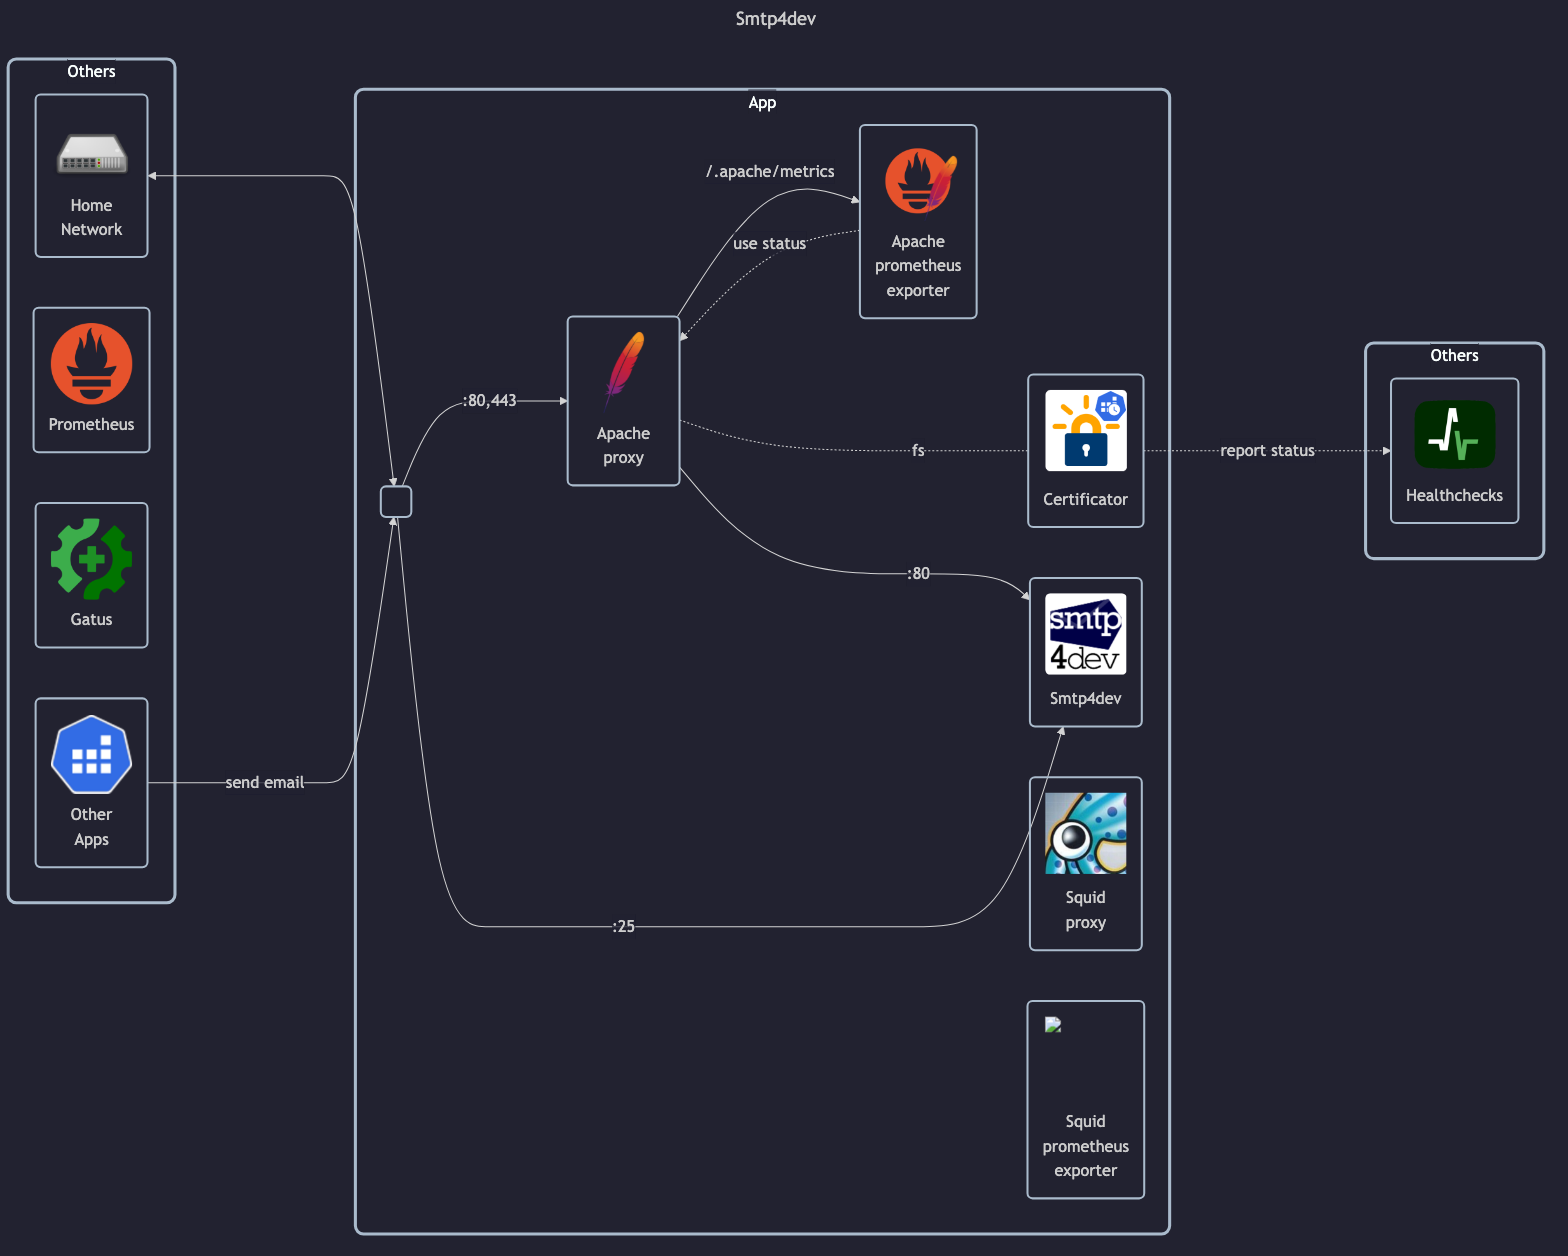 Smtp4dev
Others
Home
Network
Prometheus
Gatus
Other
Apps
send email
App
:80,443
Apache
proxy
/.apache/metrics
use status
Apache
prometheus
exporter
fs
Certificator
:80
smtp
4dev
Smtp4dev
Squid
proxy
:25
Squid
prometheus
exporter
report status
Others
Healthchecks